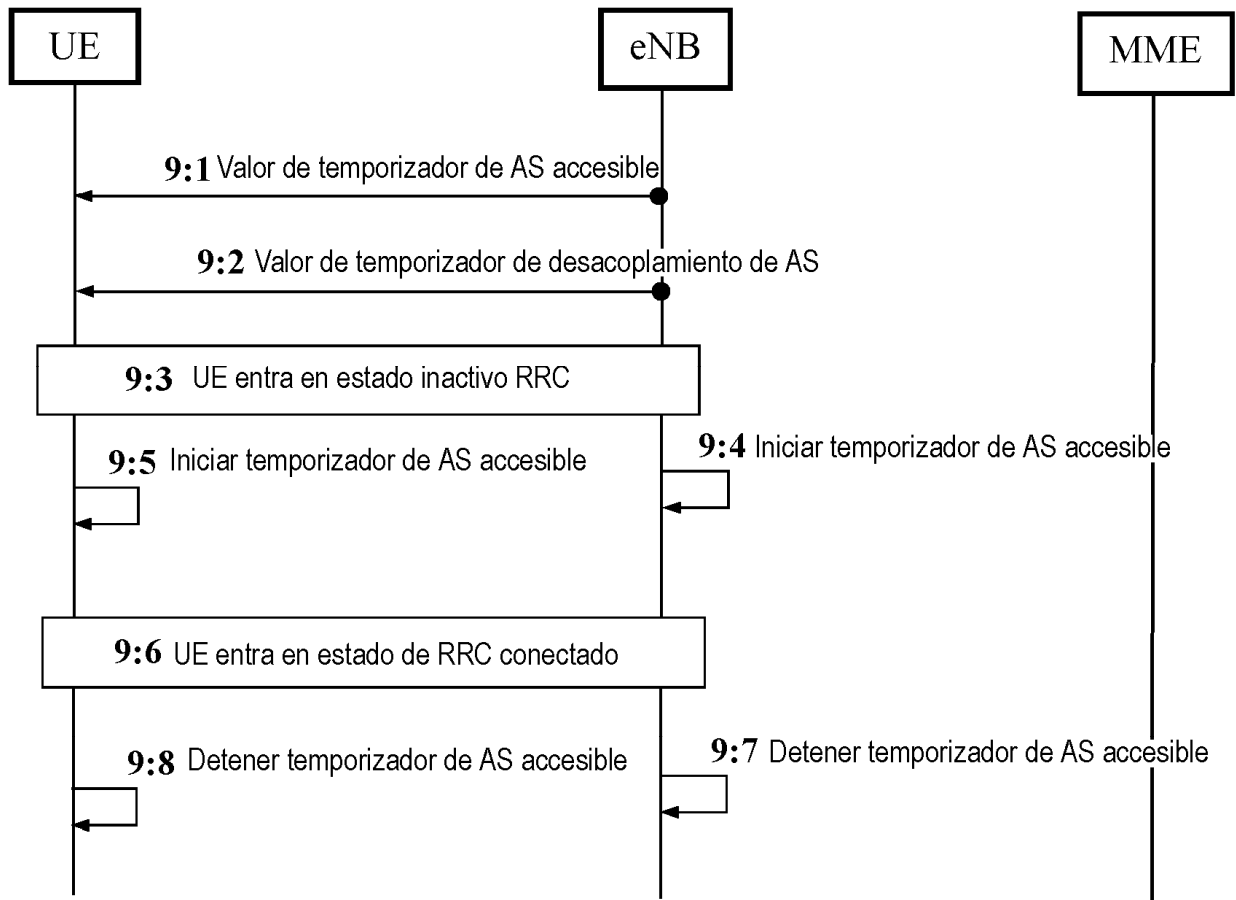 UE
eNB
MME
9:1 Valor de temporizador de AS accesible
9:2 Valor de temporizador de desacoplamiento de AS
9:3 UE entra en estado inactivo RRC
9:5 Iniciar temporizador de AS accesible
9:4 Iniciar temporizador de AS accesible
9:6 UE entra en estado de RRC conectado
9:8 Detener temporizador de AS accesible
9:7 Detener temporizador de AS accesible